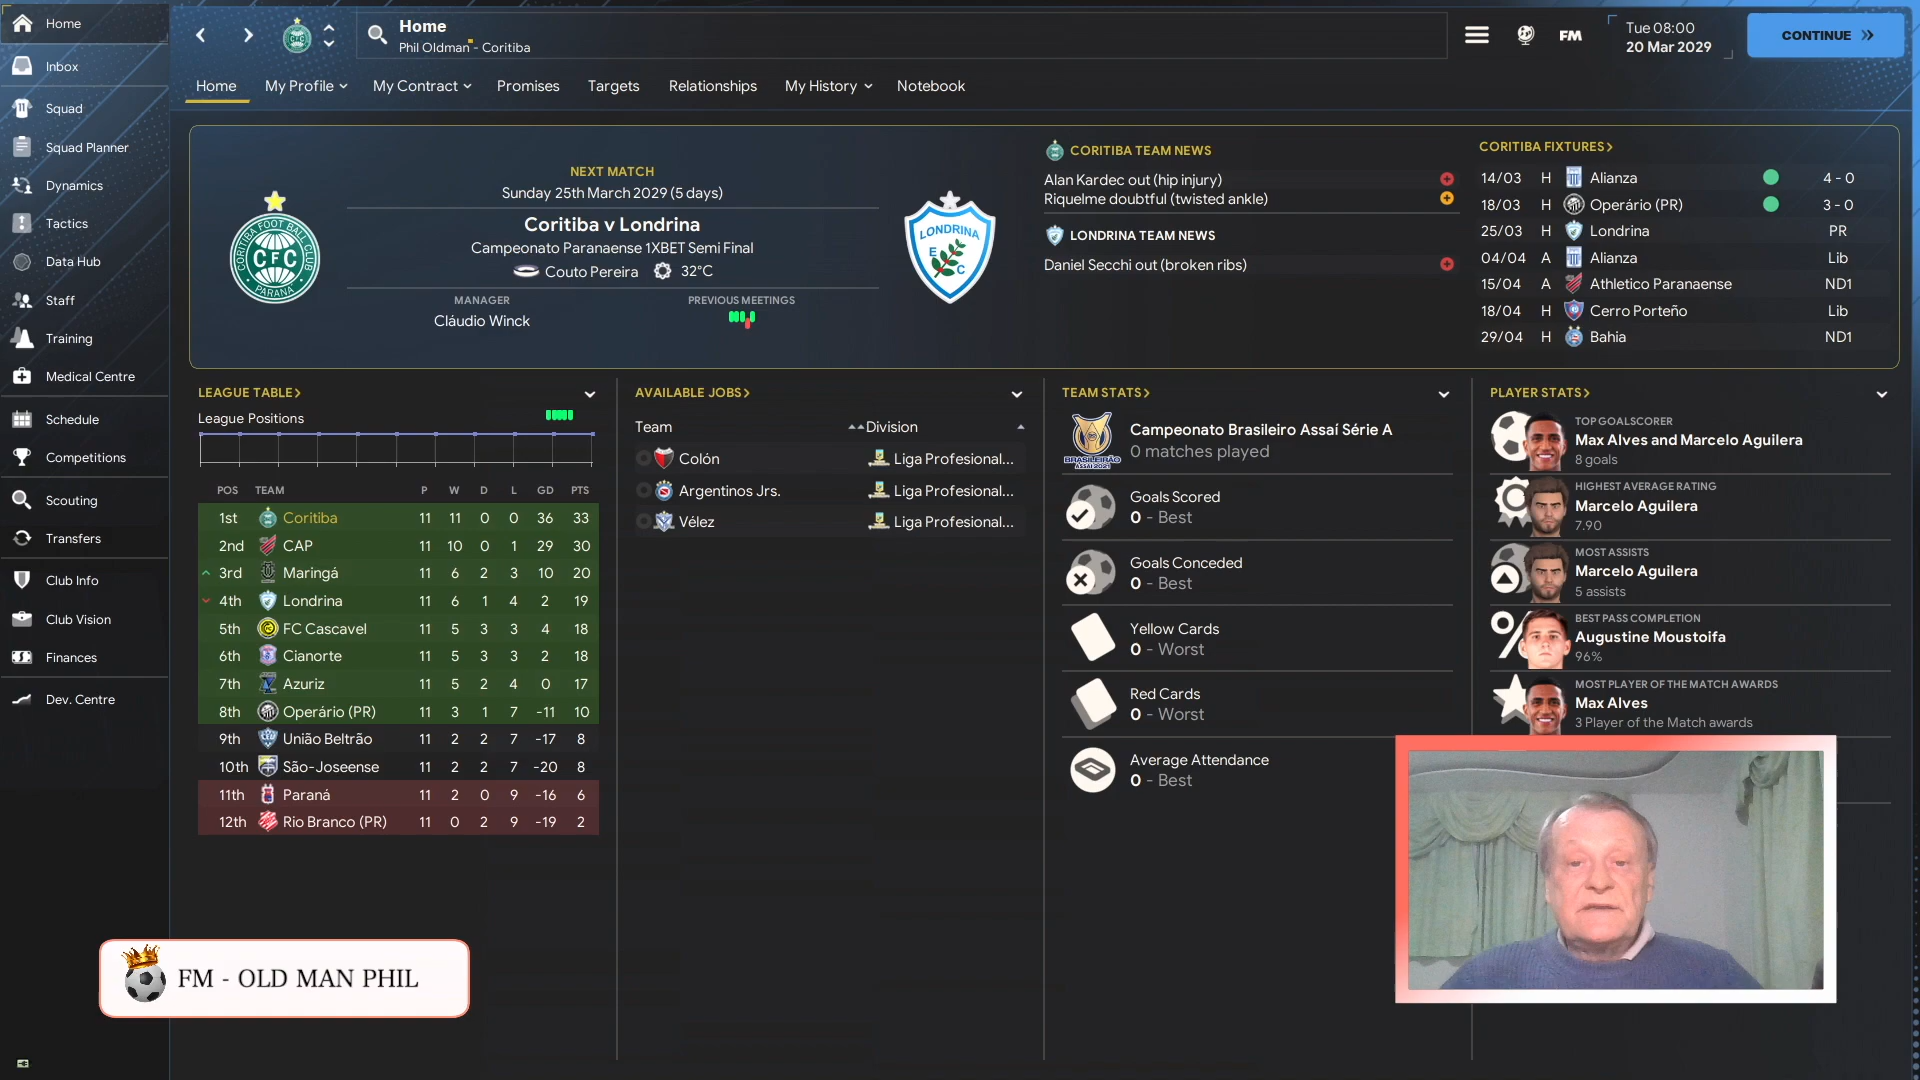 Home
Inbox
Squad
Squad Planner
Dynamics
Tactics
Data Hub
Staff
Training
Medical Centre
Schedule
Competitions
Scouting
Transfers
Club Info
Club Vision
Finances
Dev. Centre
Home
Phil Oldman - Coritiba
FM
Tue 08:00
20 Mar 2029
CONTINUE
Home My Profile My Contract Promises Targets Relationships My History Notebook
CORITIBA FOOT BALL CLUB
CFC
PARANÁ
NEXT MATCH
Sunday 25th March 2029 (5 days)
Coritiba v Londrina
Campeonato Paranaense 1XBET Semi Final
Couto Pereira 32°C
MANAGER
Cláudio Winck
PREVIOUS MEETINGS
LONDRINA
E C
CORITIBA TEAM NEWS
Alan Kardec out (hip injury)
Riquelme doubtful (twisted ankle)
LONDRINA TEAM NEWS
Daniel Secchi out (broken ribs)
CORITIBA FIXTURES
14/03 H Alianza 4 - 0
18/03 H Operário (PR) 3 - 0
25/03 H Londrina PR
04/04 A Alianza Lib
15/04 A Athletico Paranaense ND1
18/04 H Cerro Porteño Lib
29/04 H Bahia ND1
LEAGUE TABLE
League Positions
POS TEAM P W D L GD PTS
1st Coritiba 11 11 0 0 36 33
2nd CAP 11 10 0 1 29 30
3rd Maringá 11 6 2 3 10 20
4th Londrina 11 6 1 4 2 19
5th FC Cascavel 11 5 3 3 4 18
6th Cianorte 11 5 3 3 2 18
7th Azuriz 11 5 2 4 0 17
8th Operário (PR) 11 3 1 7 -11 10
9th União Beltrão 11 2 2 7 -17 8
10th São-Joseense 11 2 2 7 -20 8
11th Paraná 11 2 0 9 -16 6
12th Rio Branco (PR) 11 0 2 9 -19 2
AVAILABLE JOBS
Team Division
Colón Liga Profesional...
Argentinos Jrs. Liga Profesional...
Vélez Liga Profesional...
TEAM STATS
BRASILEIRÃO
ASSAÍ 2021
Campeonato Brasileiro Assaí Série A
0 matches played
Goals Scored
0 - Best
Goals Conceded
0 - Best
Yellow Cards
0 - Worst
Red Cards
0 - Worst
Average Attendance
0 - Best
PLAYER STATS
TOP GOALSCORER
Max Alves and Marcelo Aguilera
8 goals
HIGHEST AVERAGE RATING
Marcelo Aguilera
7.90
MOST ASSISTS
Marcelo Aguilera
5 assists
BEST PASS COMPLETION
Augustine Moustoifa
96%
MOST PLAYER OF THE MATCH AWARDS
Max Alves
3 Player of the Match awards
FM - OLD MAN PHIL